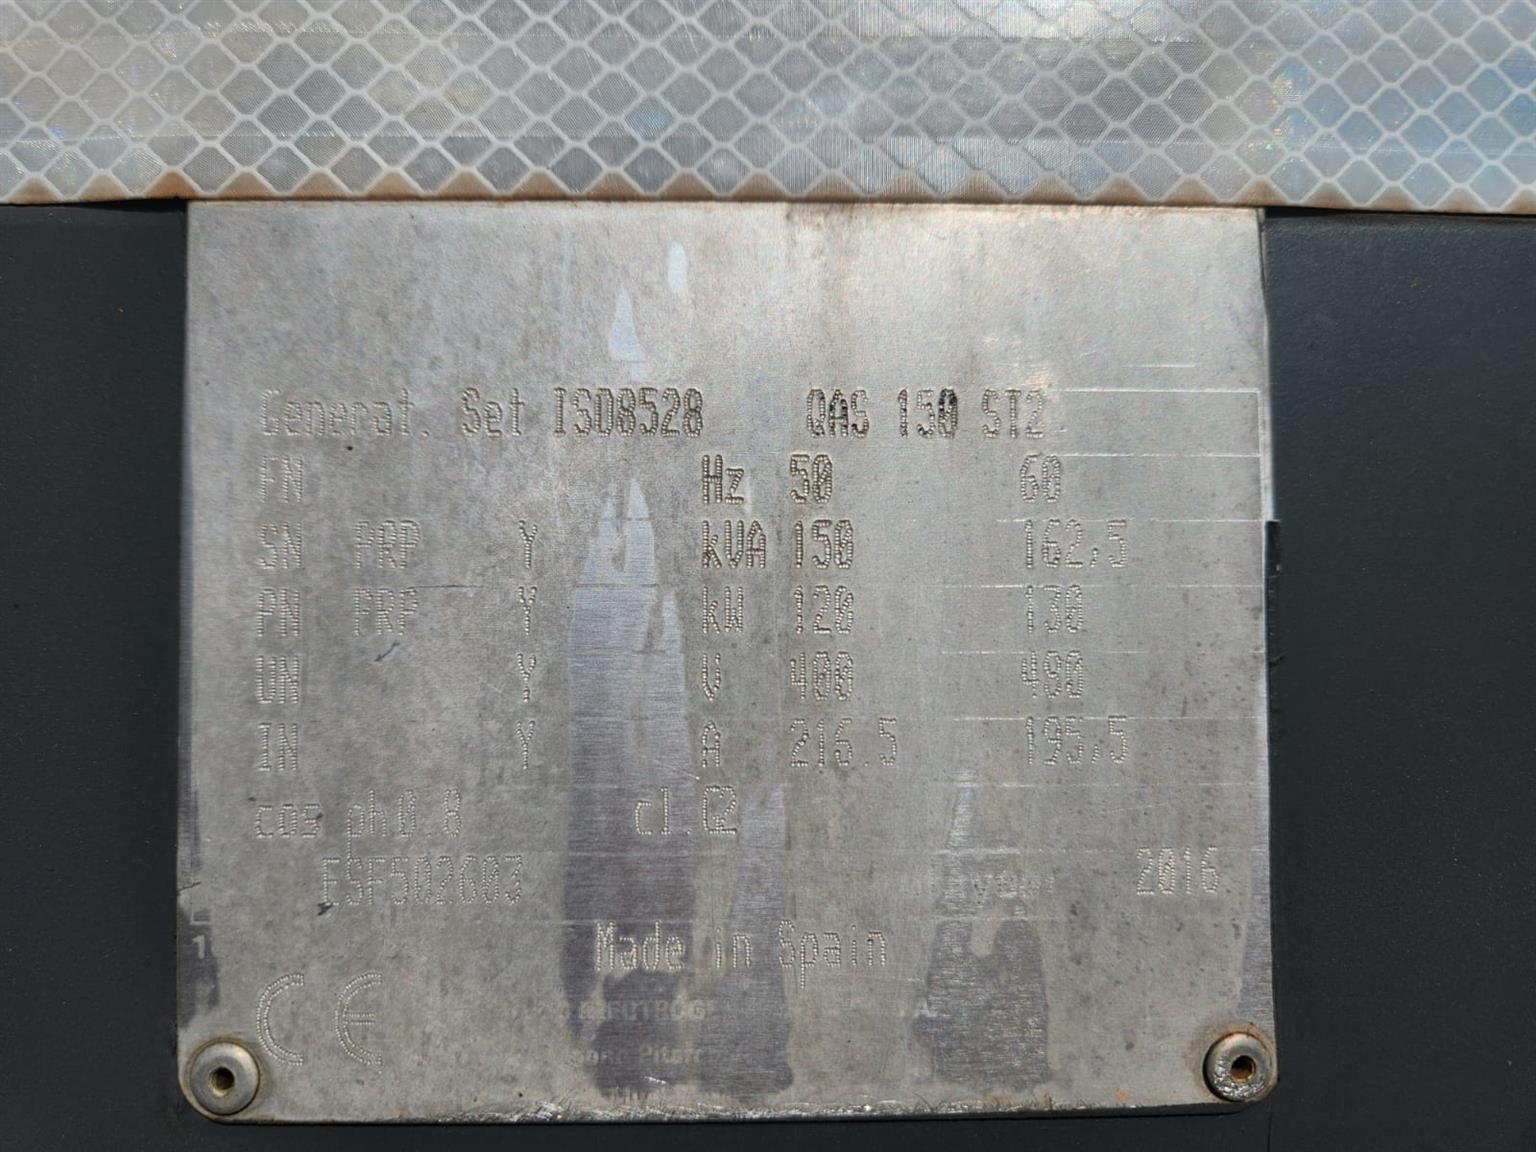 Generat. Set ISO8528 QAS 150 ST2
FN Hz 50 60
SN PRP Y kVA 150 162,5
PN PRP Y kW 120 130
UN Y V 400 480
IN Y A 216.5 195,5
cos ph0.8 cl.G2
ESF502603 year 2016
Made in Spain
CE